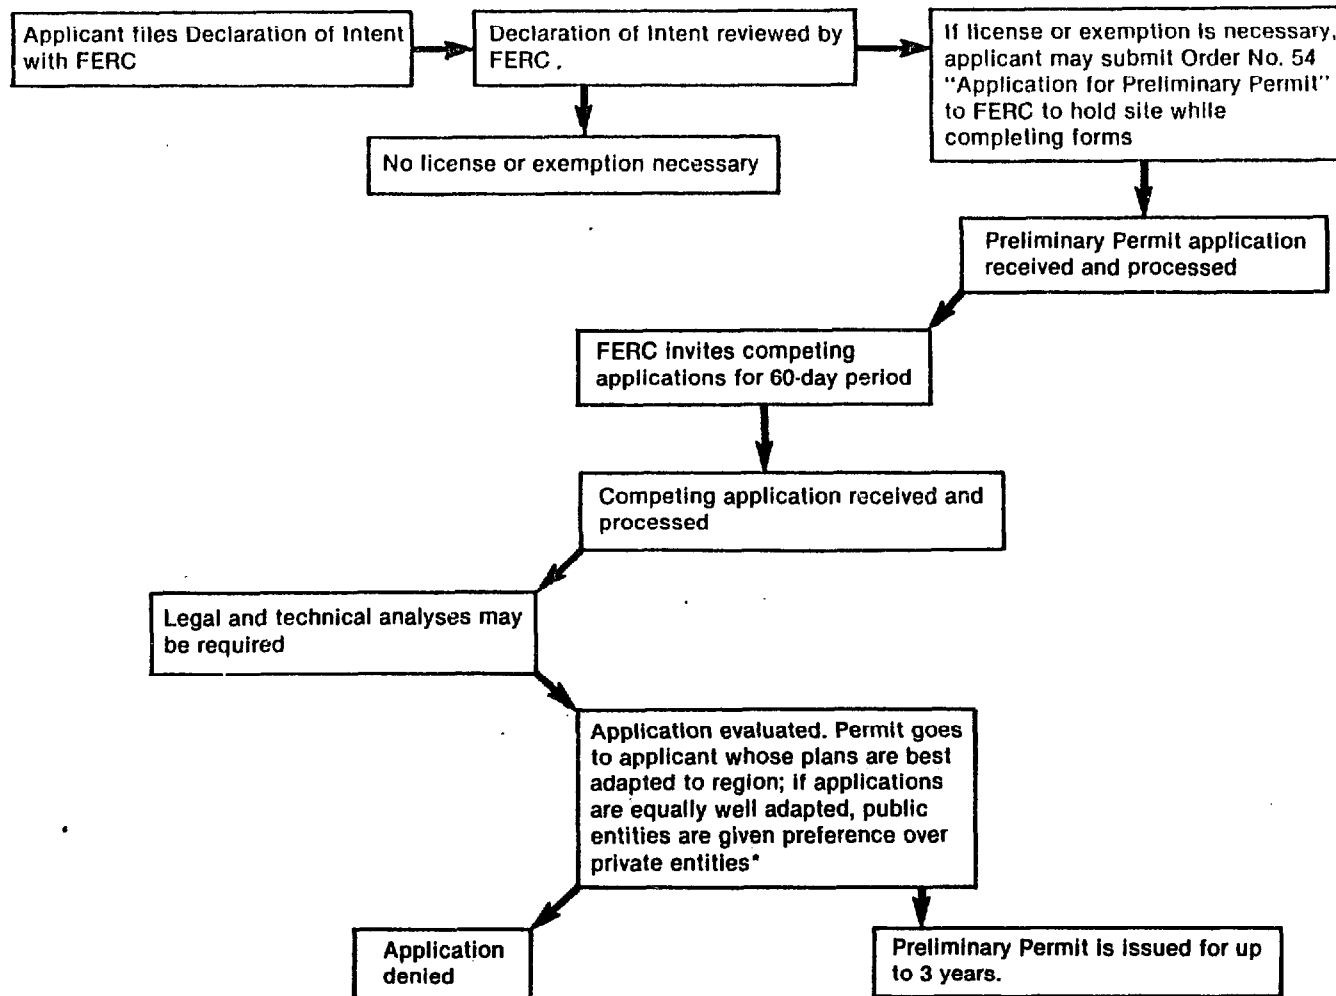 Applicant files Declaration of Intent
with FERC
Declaration of Intent reviewed by
FERC.
If license or exemption is necessary,
applicant may submit Order No. 54
"Application for Preliminary Permit"
to FERC to hold site while
completing forms
No license or exemption necessary
Preliminary Permit application
received and processed
FERC invites competing
applications for 60-day period
Competing application received and
processed
Legal and technical analyses may
be required
Application evaluated. Permit goes
to applicant whose plans are best
adapted to region; if applications
are equally well adapted, public
entities are given preference over
private entities*
Application
denied
Preliminary Permit is issued for up
to 3 years.